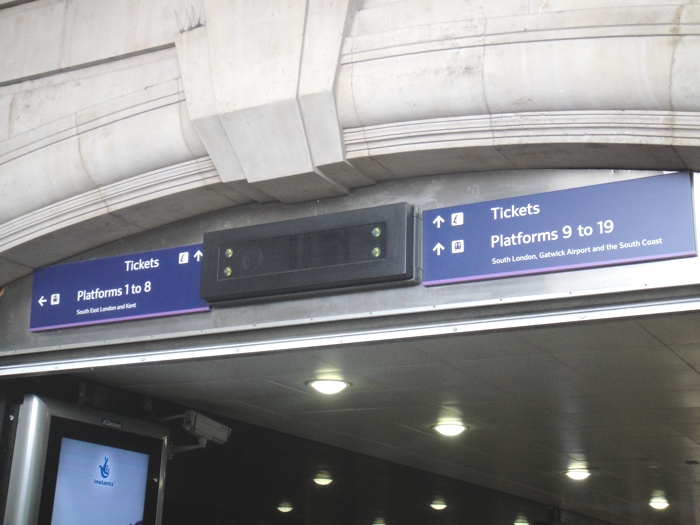 Tickets
Platforms 1 to 8
South East London and Kent
Tickets
Platforms 9 to 19
South London, Gatwick Airport and the South Coast